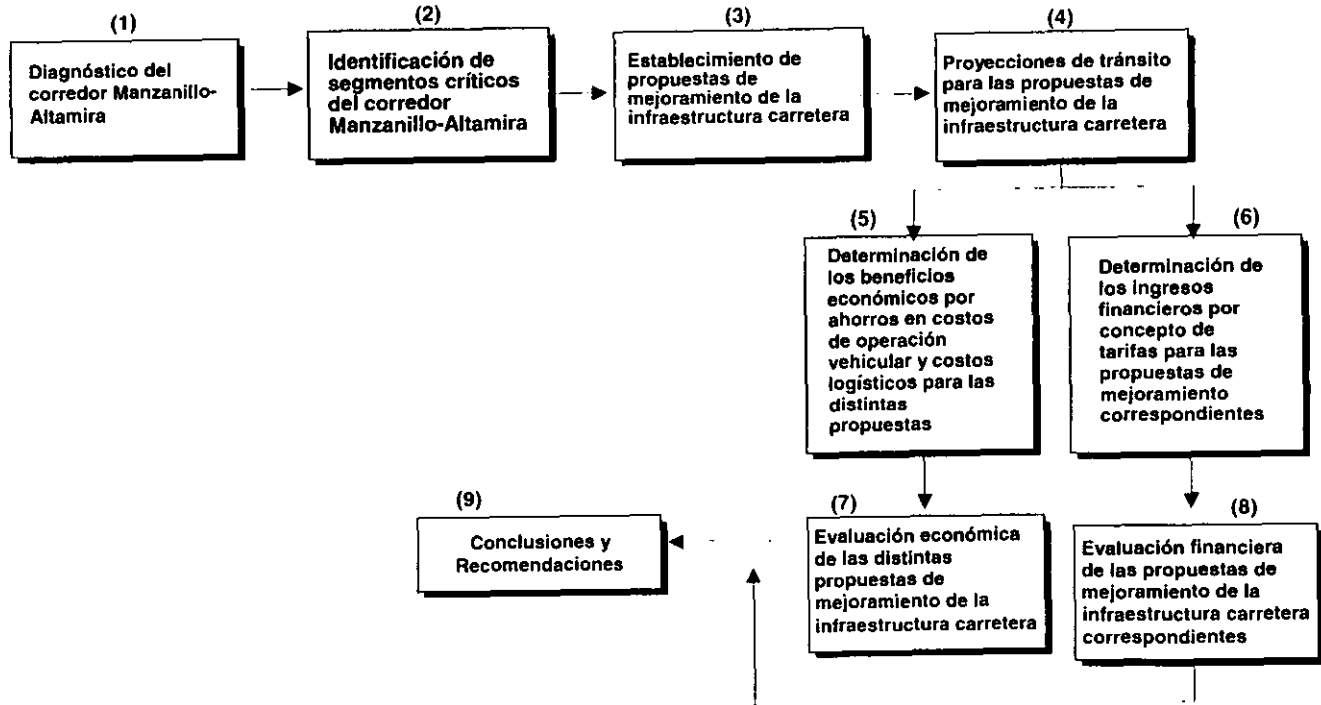 (1)
Diagnóstico del
corredor Manzanillo-
Altamira
(2)
Identificación de
segmentos críticos
del corredor
Manzanillo-Altamira
(3)
Establecimiento de
propuestas de
mejoramiento de la
infraestructura carretera
(4)
Proyecciones de tránsito
para las propuestas de
mejoramiento de la
infraestructura carretera
(5)
Determinación de
los beneficios
económicos por
ahorros en costos
de operación
vehicular y costos
logísticos para las
distintas
propuestas
(6)
Determinación de
los ingresos
financieros por
concepto de
tarifas para las
propuestas de
mejoramiento
correspondientes
(7)
Evaluación económica
de las distintas
propuestas de
mejoramiento de la
infraestructura carretera
(8)
Evaluación financiera
de las propuestas de
mejoramiento de la
infraestructura carretera
correspondientes
(9)
Conclusiones y
Recomendaciones